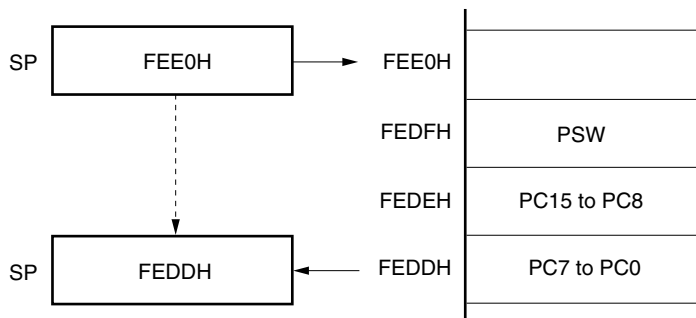 SP FEE0H FEE0H
FEDFH PSW
FEDEH PC15 to PC8
SP FEDDH FEDDH PC7 to PC0